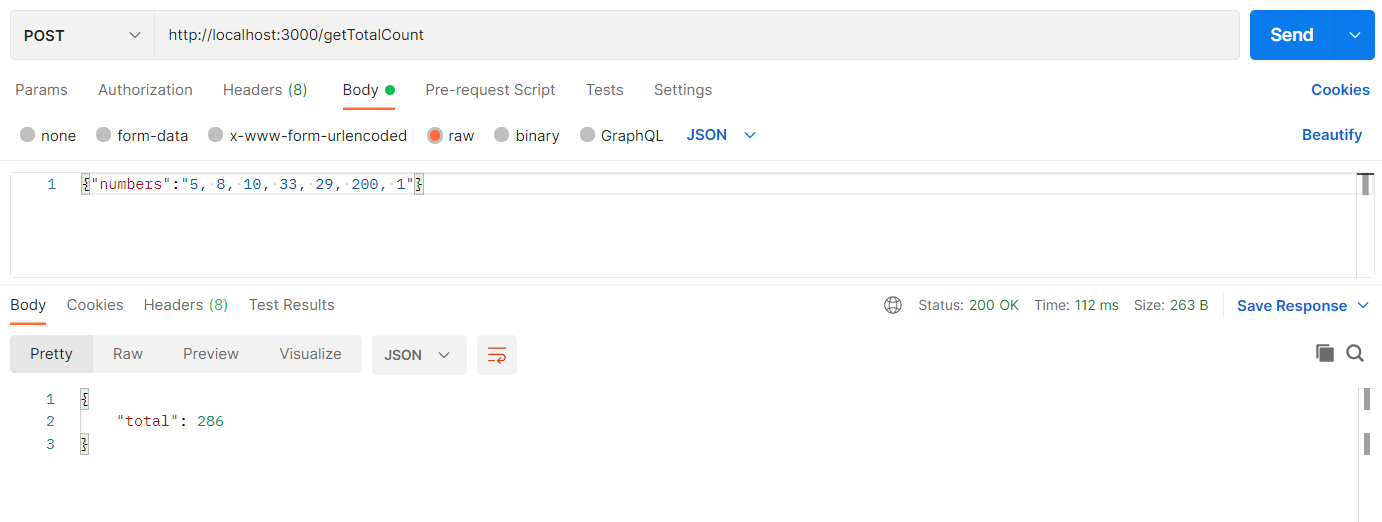 POST http://localhost:3000/getTotalCount Send
Params Authorization Headers (8) Body Pre-request Script Tests Settings Cookies
none form-data x-www-form-urlencoded raw binary GraphQL JSON Beautify
1 {"numbers":"5, 8, 10, 33, 29, 200, 1"}
Body Cookies Headers (8) Test Results Status: 200 OK Time: 112 ms Size: 263 B Save Response
Pretty Raw Preview Visualize JSON
1 {
2 "total": 286
3 }